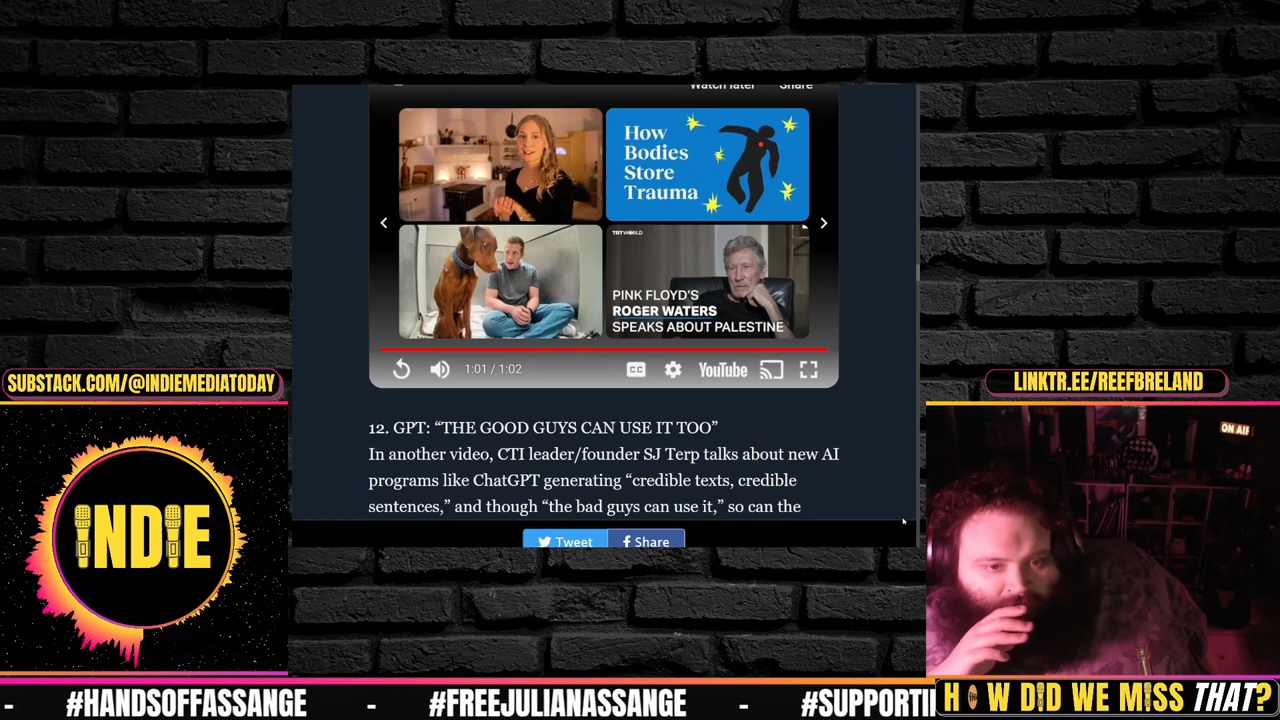 Watch later Share
How
Bodies
Store
Trauma
TRT WORLD
PINK FLOYD'S
ROGER WATERS
SPEAKS ABOUT PALESTINE
1:01 / 1:02
CC
YouTube
12. GPT: “THE GOOD GUYS CAN USE IT TOO”
In another video, CTI leader/founder SJ Terp talks about new AI
programs like ChatGPT generating “credible texts, credible
sentences,” and though “the bad guys can use it,” so can the
Tweet
Share
SUBSTACK.COM/@INDIEMEDIATODAY
LINKTR.EE/REEFBRELAND
INDIE
ON AIR
- #HANDSOFFASSANGE - #FREEJULIANASSANGE -
HOW DID WE MISS THAT?